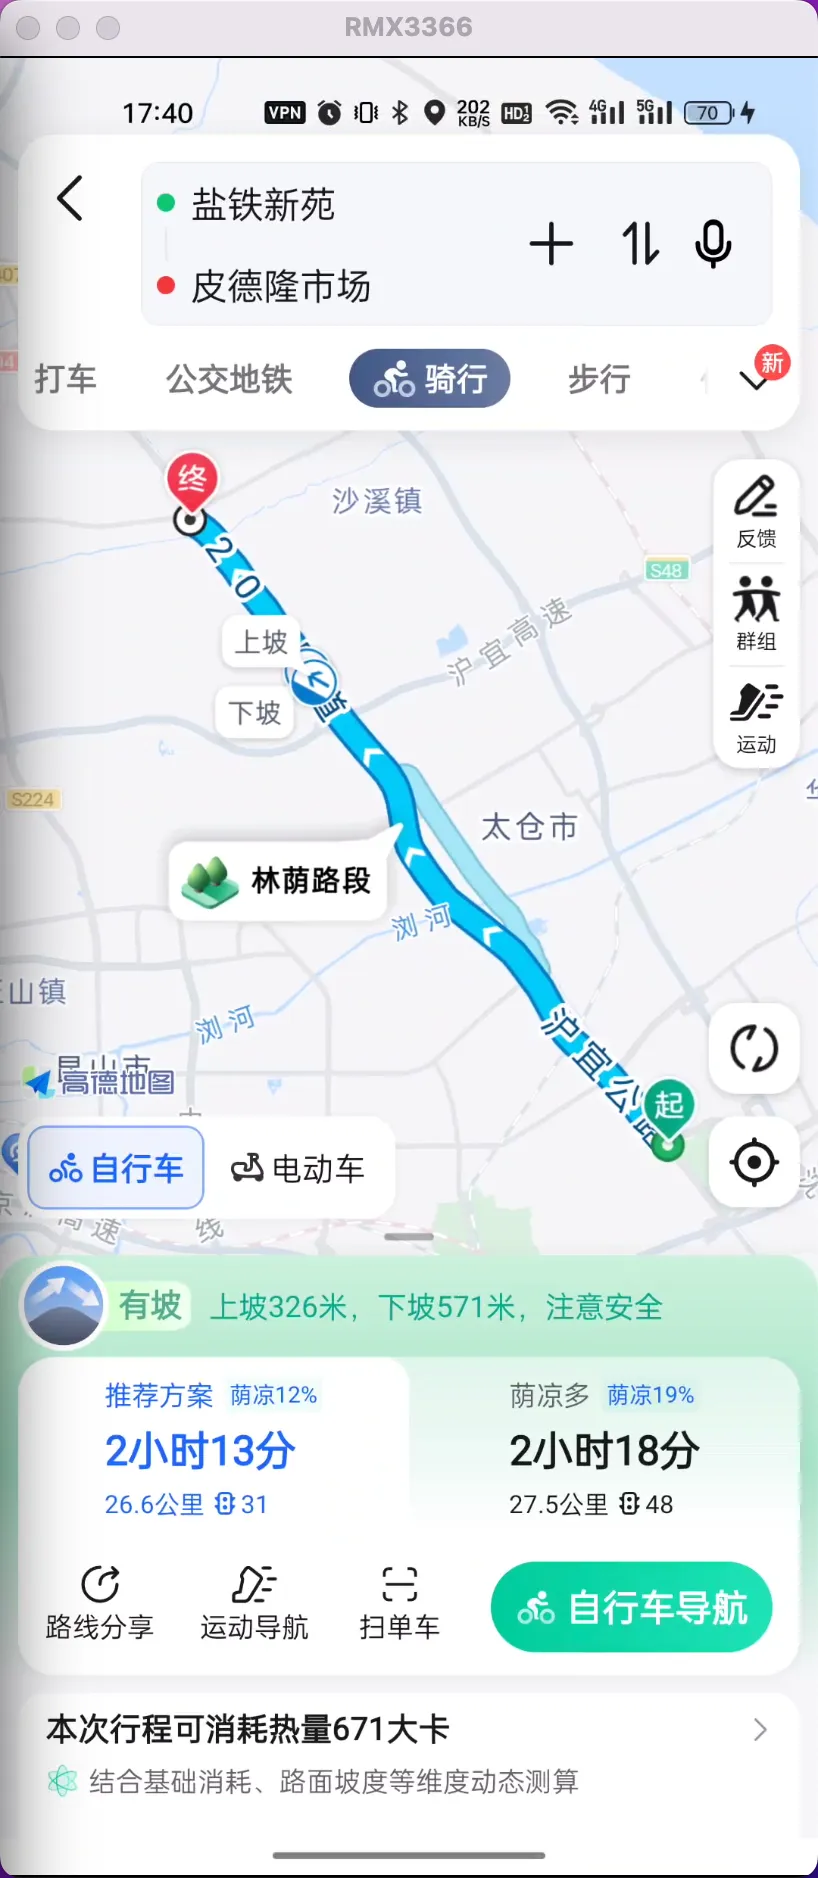 RMX3366
17:40
VPN
202
KB/S
HD
4G
5G
70
盐铁新苑
皮德隆市场
打车
公交地铁
骑行
步行
新
终
沙溪镇
反馈
S48
群组
沪宜高速
运动
204
上坡
下坡
S224
太仓市
林荫路段
浏河
浏河
昆山市
沪宜公路
起
高德地图
自行车
电动车
高速
线
有坡
上坡326米，下坡571米，注意安全
推荐方案 荫凉12%
2小时13分
26.6公里 31
荫凉多 荫凉19%
2小时18分
27.5公里 48
路线分享
运动导航
扫单车
自行车导航
本次行程可消耗热量671大卡
结合基础消耗、路面坡度等维度动态测算